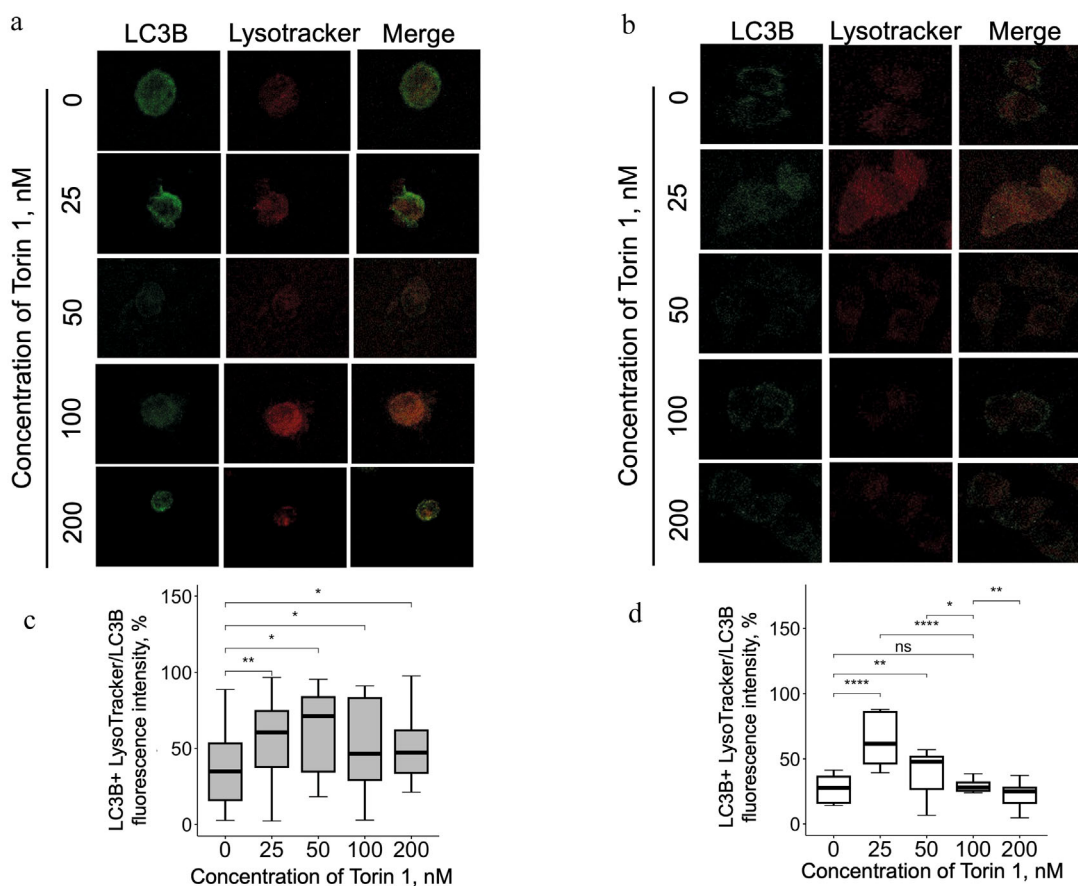 a
LC3B Lysotracker Merge
Concentration of Torin 1, nM
0
25
50
100
200
b
LC3B Lysotracker Merge
Concentration of Torin 1, nM
0
25
50
100
200
c
LC3B+ LysoTracker/LC3B
fluorescence intensity, %
150
100
50
0
*
*
*
**
0 25 50 100 200
Concentration of Torin 1, nM
d
LC3B+ LysoTracker/LC3B
fluorescence intensity, %
150
100
50
0
* **
****
ns
**
****
0 25 50 100 200
Concentration of Torin 1, nM